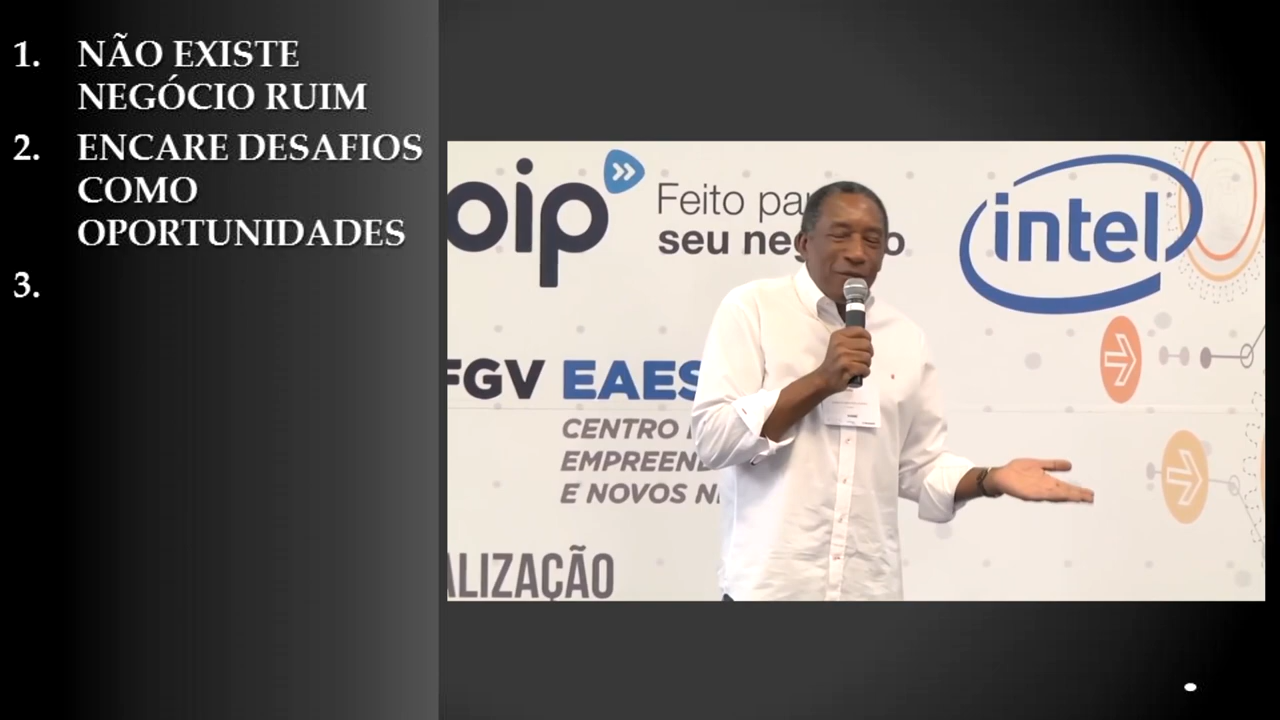 1. NÃO EXISTE
NEGÓCIO RUIM
2. ENCARE DESAFIOS
COMO
OPORTUNIDADES
3.
oip
Feito para
seu neg o
intel
FGV EAES
CENTRO
EMPREEN
E NOVOS N
ALIZAÇÃO